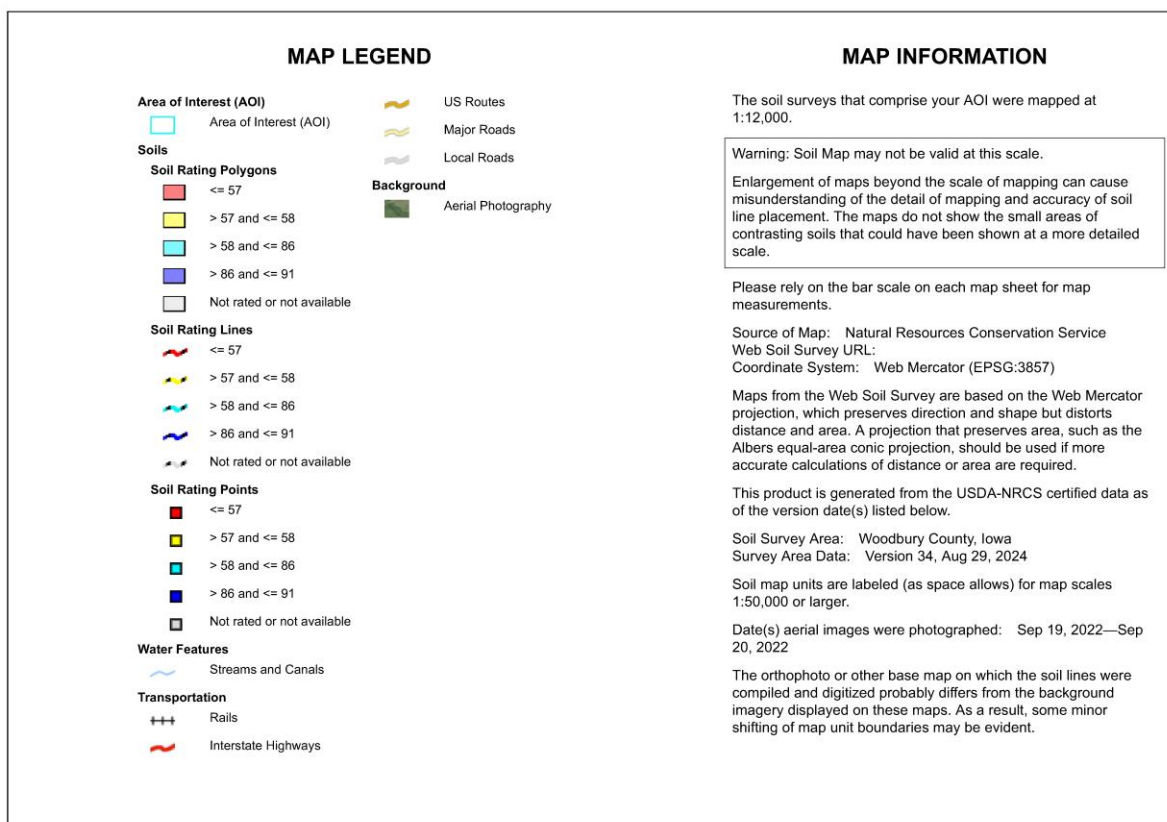 MAP LEGEND
Area of Interest (AOI)
Area of Interest (AOI)
Soils
Soil Rating Polygons
<= 57
> 57 and <= 58
> 58 and <= 86
> 86 and <= 91
Not rated or not available
Soil Rating Lines
<= 57
> 57 and <= 58
> 58 and <= 86
> 86 and <= 91
Not rated or not available
Soil Rating Points
<= 57
> 57 and <= 58
> 58 and <= 86
> 86 and <= 91
Not rated or not available
Water Features
Streams and Canals
Transportation
Rails
Interstate Highways
US Routes
Major Roads
Local Roads
Background
Aerial Photography
MAP INFORMATION
The soil surveys that comprise your AOI were mapped at
1:12,000.
Warning: Soil Map may not be valid at this scale.
Enlargement of maps beyond the scale of mapping can cause
misunderstanding of the detail of mapping and accuracy of soil
line placement. The maps do not show the small areas of
contrasting soils that could have been shown at a more detailed
scale.
Please rely on the bar scale on each map sheet for map
measurements.
Source of Map: Natural Resources Conservation Service
Web Soil Survey URL:
Coordinate System: Web Mercator (EPSG:3857)
Maps from the Web Soil Survey are based on the Web Mercator
projection, which preserves direction and shape but distorts
distance and area. A projection that preserves area, such as the
Albers equal-area conic projection, should be used if more
accurate calculations of distance or area are required.
This product is generated from the USDA-NRCS certified data as
of the version date(s) listed below.
Soil Survey Area: Woodbury County, Iowa
Survey Area Data: Version 34, Aug 29, 2024
Soil map units are labeled (as space allows) for map scales
1:50,000 or larger.
Date(s) aerial images were photographed: Sep 19, 2022—Sep
20, 2022
The orthophoto or other base map on which the soil lines were
compiled and digitized probably differs from the background
imagery displayed on these maps. As a result, some minor
shifting of map unit boundaries may be evident.